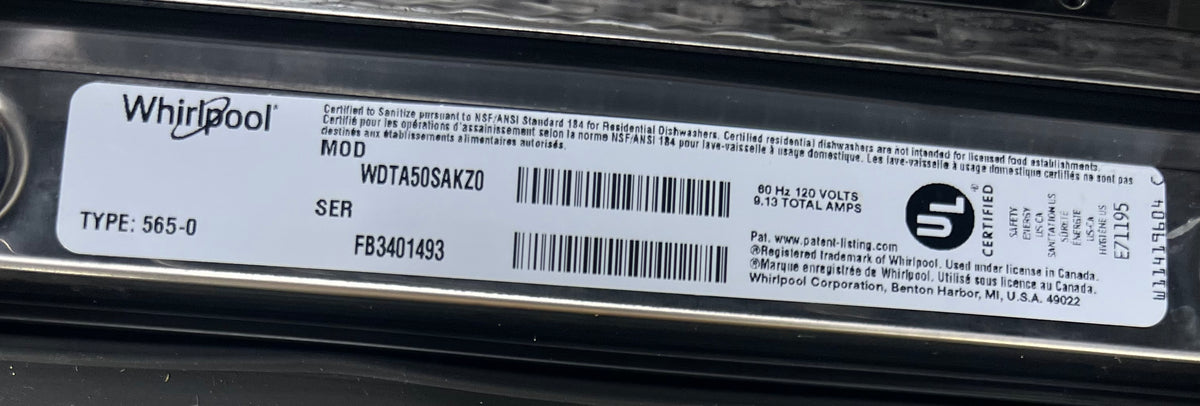 Whirlpool®
Certified to Sanitize pursuant to NSF/ANSI Standard 184 for Residential Dishwashers. Certified residential dishwashers are not intended for licensed food establishments.
Certifié pour les opérations d'assainissement selon la norme NSF/ANSI 184 pour lave-vaisselle à usage domestique. Les lave-vaisselle à usage domestique certifiés ne sont pas
destinés aux établissements alimentaires autorisés.
MOD
WDTA50SAKZ0
SER
FB3401493
TYPE: 565-0
60 Hz 120 VOLTS
9.13 TOTAL AMPS
Pat. www.patent-listing.com
®Registered trademark of Whirlpool. Used under license in Canada.
®Marque enregistrée de Whirlpool. Utilisé sous licence au Canada.
Whirlpool Corporation, Benton Harbor, MI, U.S.A. 49022
UL®
CERTIFIED
SAFETY
ENERGY
US-CA
SANITATION US
SÛRETÉ
ÉNERGIE
US-CA
HYGIÈNE US
E71195
W11419604 C